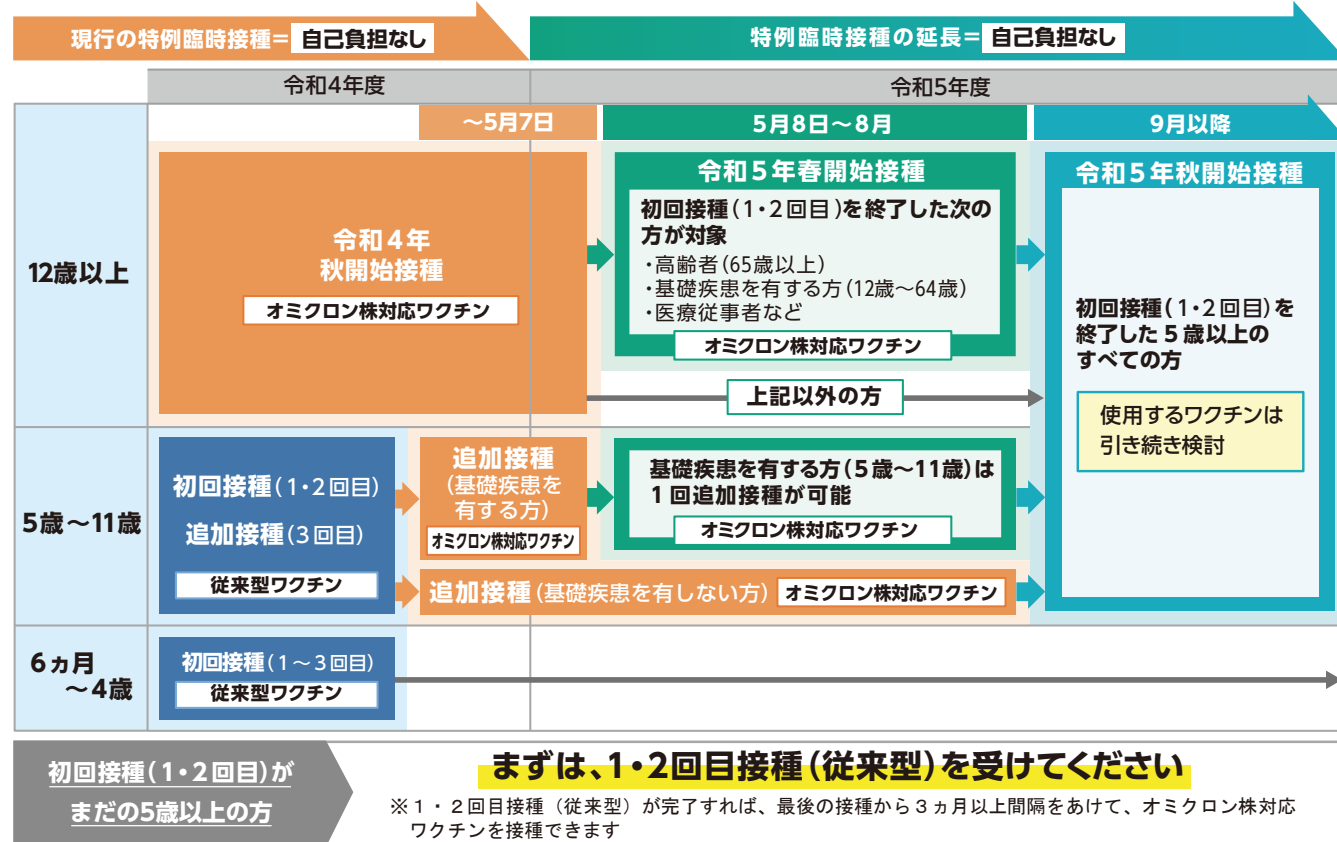 現行の特例臨時接種＝ 自己負担なし
特例臨時接種の延長＝ 自己負担なし
令和4年度
令和5年度
～5月7日
5月8日～8月
9月以降
12歳以上
令和４年
秋開始接種
オミクロン株対応ワクチン
令和５年春開始接種
初回接種（1・2回目）を終了した次の
方が対象
・高齢者（65歳以上）
・基礎疾患を有する方（12歳～64歳）
・医療従事者など
オミクロン株対応ワクチン
上記以外の方
令和５年秋開始接種
初回接種（1・2回目）を
終了した５歳以上の
すべての方
使用するワクチンは
引き続き検討
5歳～11歳
初回接種（1・2回目）
追加接種（3回目）
従来型ワクチン
追加接種
（基礎疾患を
有する方）
オミクロン株対応ワクチン
基礎疾患を有する方（５歳～11歳）は
１回追加接種が可能
オミクロン株対応ワクチン
追加接種（基礎疾患を有しない方） オミクロン株対応ワクチン
6ヵ月
～4歳
初回接種（1～3回目）
従来型ワクチン
初回接種（1・2回目）が
まだの5歳以上の方
まずは、1・2回目接種（従来型）を受けてください
※１・２回目接種（従来型）が完了すれば、最後の接種から３ヵ月以上間隔をあけて、オミクロン株対応
ワクチンを接種できます